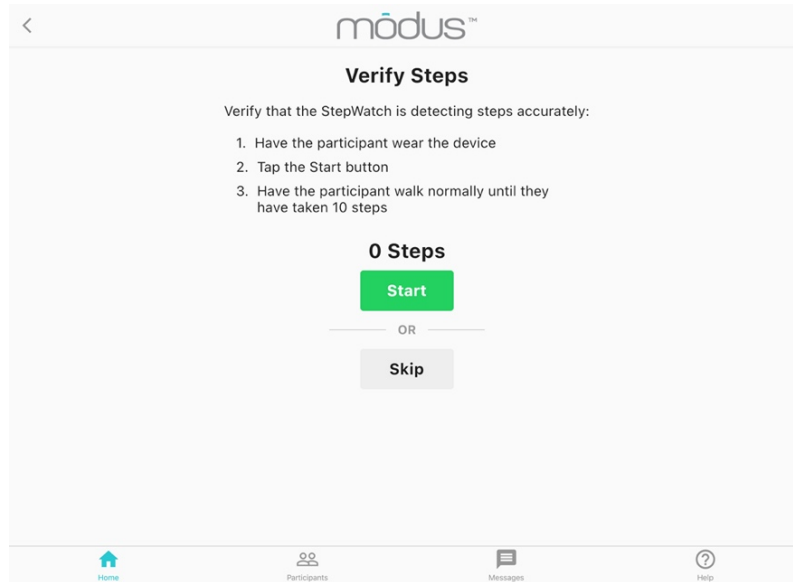 mōdus™
Verify Steps
Verify that the StepWatch is detecting steps accurately:
1. Have the participant wear the device
2. Tap the Start button
3. Have the participant walk normally until they
have taken 10 steps
0 Steps
Start
OR
Skip
Home
Participants
Messages
Help